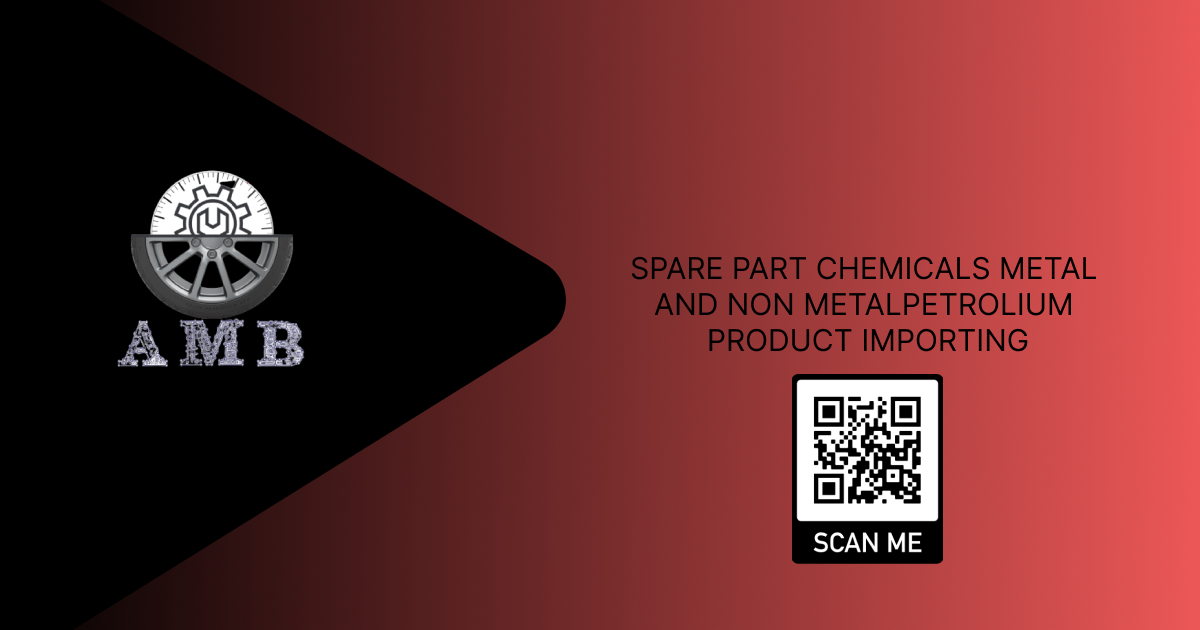 AMB
SPARE PART CHEMICALS METAL
AND NON METALPETROLIUM
PRODUCT IMPORTING
SCAN ME